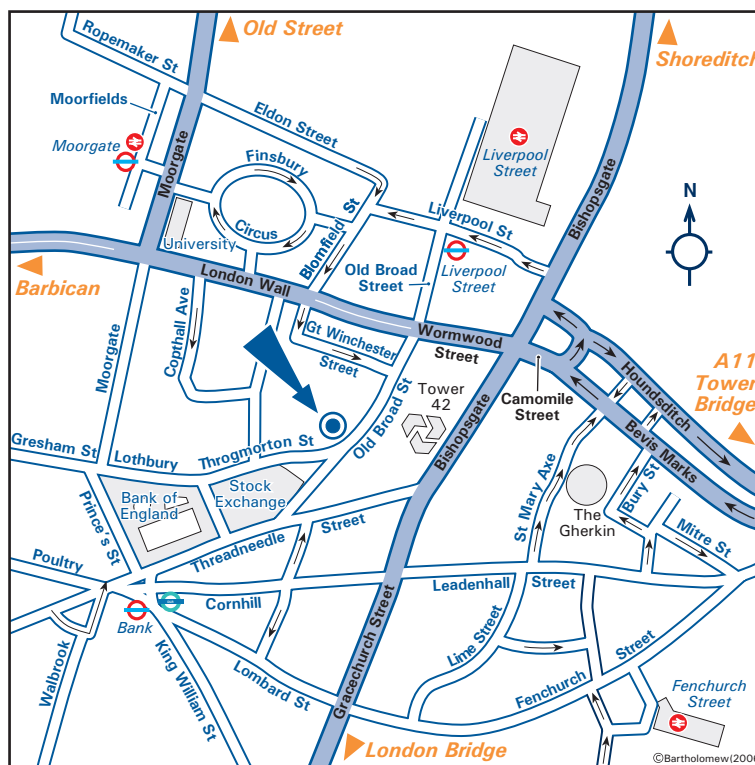 Old Street
Shoreditch
Ropemaker St
Moorfields
Eldon Street
Moorgate
Moorgate
Finsbury
Circus
University
Blomfield St
Liverpool
Street
Liverpool St
Bishopsgate
N
Barbican
London Wall
Old Broad
Street
Liverpool
Street
Copthall Ave
Moorgate
Gt Winchester
Street
Wormwood
Street
Camomile
Street
Houndsditch
A11
Tower
Bridge
Tower
42
Old Broad St
Bishopsgate
Bevis Marks
Gresham St
Lothbury
Throgmorton St
St Mary Axe
Bury St
Stock
Exchange
Bank of
England
The
Gherkin
Mitre St
Prince's St
Threadneedle
Street
Poultry
Leadenhall
Street
Cornhill
Bank
Walbrook
King William St
Lombard St
Gracechurch Street
Lime Street
Fenchurch
Street
Fenchurch
Street
London Bridge
©Bartholomew(200